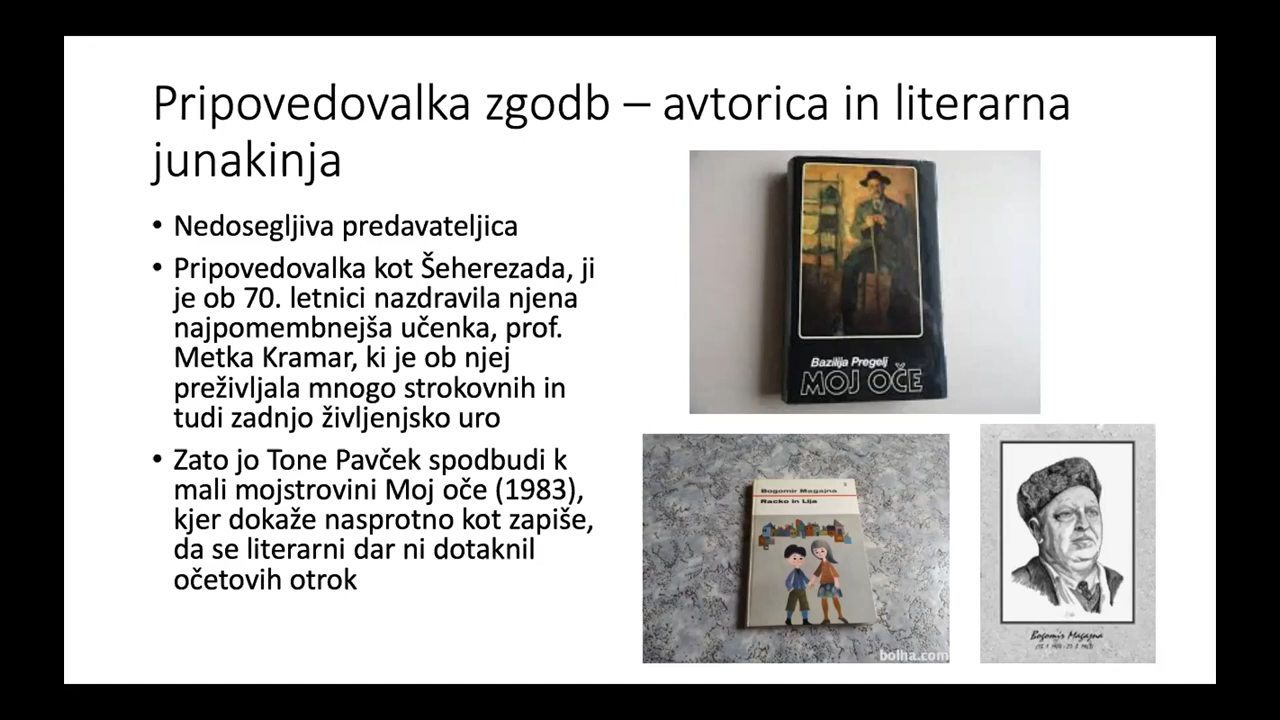 Pripovedovalka zgodb – avtorica in literarna
junakinja
• Nedosegljiva predavateljica
• Pripovedovalka kot Šeherezada, ji
je ob 70. letnici nazdravila njena
najpomembnejša učenka, prof.
Metka Kramar, ki je ob njej
preživljala mnogo strokovnih in
tudi zadnjo življenjsko uro
• Zato jo Tone Pavček spodbudi k
mali mojstrovini Moj oče (1983),
kjer dokaže nasprotno kot zapiše,
da se literarni dar ni dotaknil
očetovih otrok
Bazilija Pregelj
MOJ OČE
Bogomir Magajna
Racko in Lija
bolha.com
Bogomir Magajna